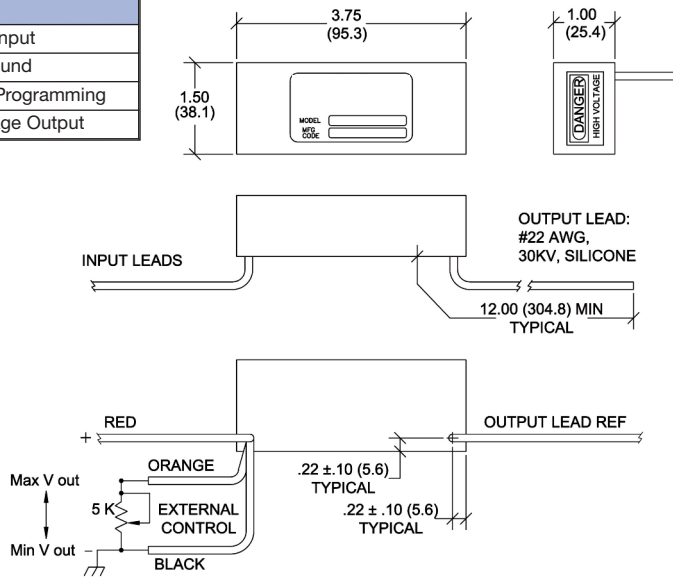 nput
und
Programming
ge Output
3.75
(95.3)
1.00
(25.4)
1.50
(38.1)
MODEL
MFG
CODE
DANGER
HIGH VOLTAGE
INPUT LEADS
OUTPUT LEAD:
#22 AWG,
30KV, SILICONE
12.00 (304.8) MIN
TYPICAL
+ RED
OUTPUT LEAD REF
ORANGE
.22 ±.10 (5.6)
TYPICAL
Max V out
5 K
EXTERNAL
CONTROL
.22 ± .10 (5.6)
TYPICAL
Min V out -
BLACK